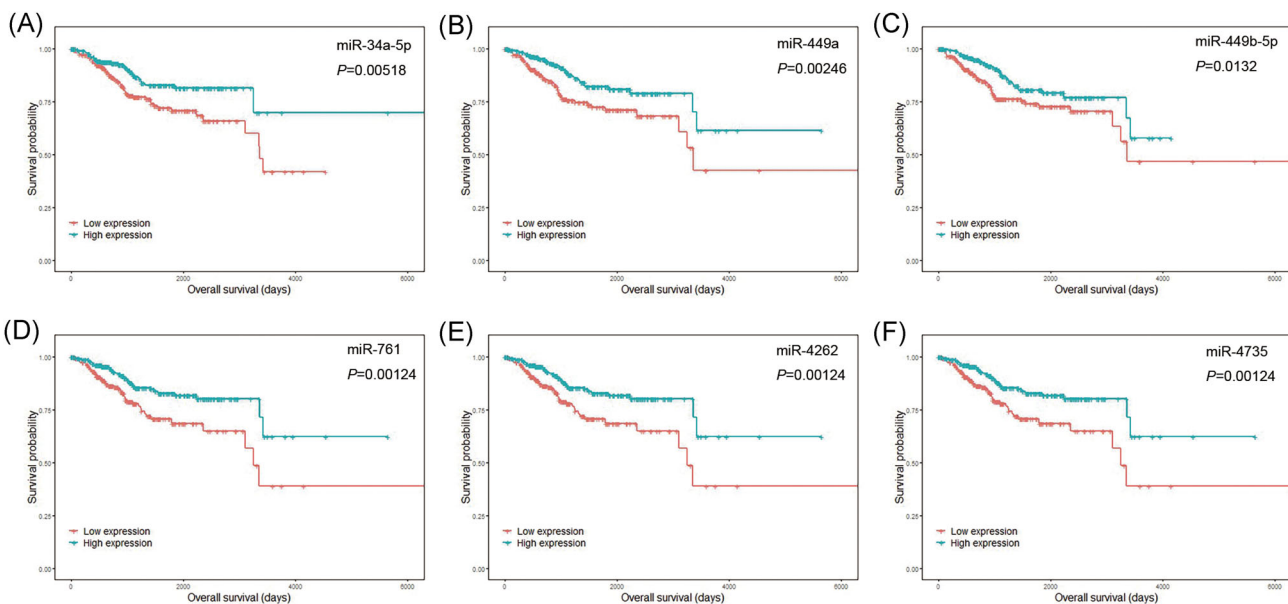 (A)
miR-34a-5p
P=0.00518
Survival probability
1.00
0.75
0.50
0.25
0.00
Low expression
High expression
0 2000 4000 6000
Overall survival (days)
(B)
miR-449a
P=0.00246
Survival probability
1.00
0.75
0.50
0.25
0.00
Low expression
High expression
0 2000 4000 6000
Overall survival (days)
(C)
miR-449b-5p
P=0.0132
Survival probability
1.00
0.75
0.50
0.25
0.00
Low expression
High expression
0 2000 4000 6000
Overall survival (days)
(D)
miR-761
P=0.00124
Survival probability
1.00
0.75
0.50
0.25
0.00
Low expression
High expression
0 2000 4000 6000
Overall survival (days)
(E)
miR-4262
P=0.00124
Survival probability
1.00
0.75
0.50
0.25
0.00
Low expression
High expression
0 2000 4000 6000
Overall survival (days)
(F)
miR-4735
P=0.00124
Survival probability
1.00
0.75
0.50
0.25
0.00
Low expression
High expression
0 2000 4000 6000
Overall survival (days)